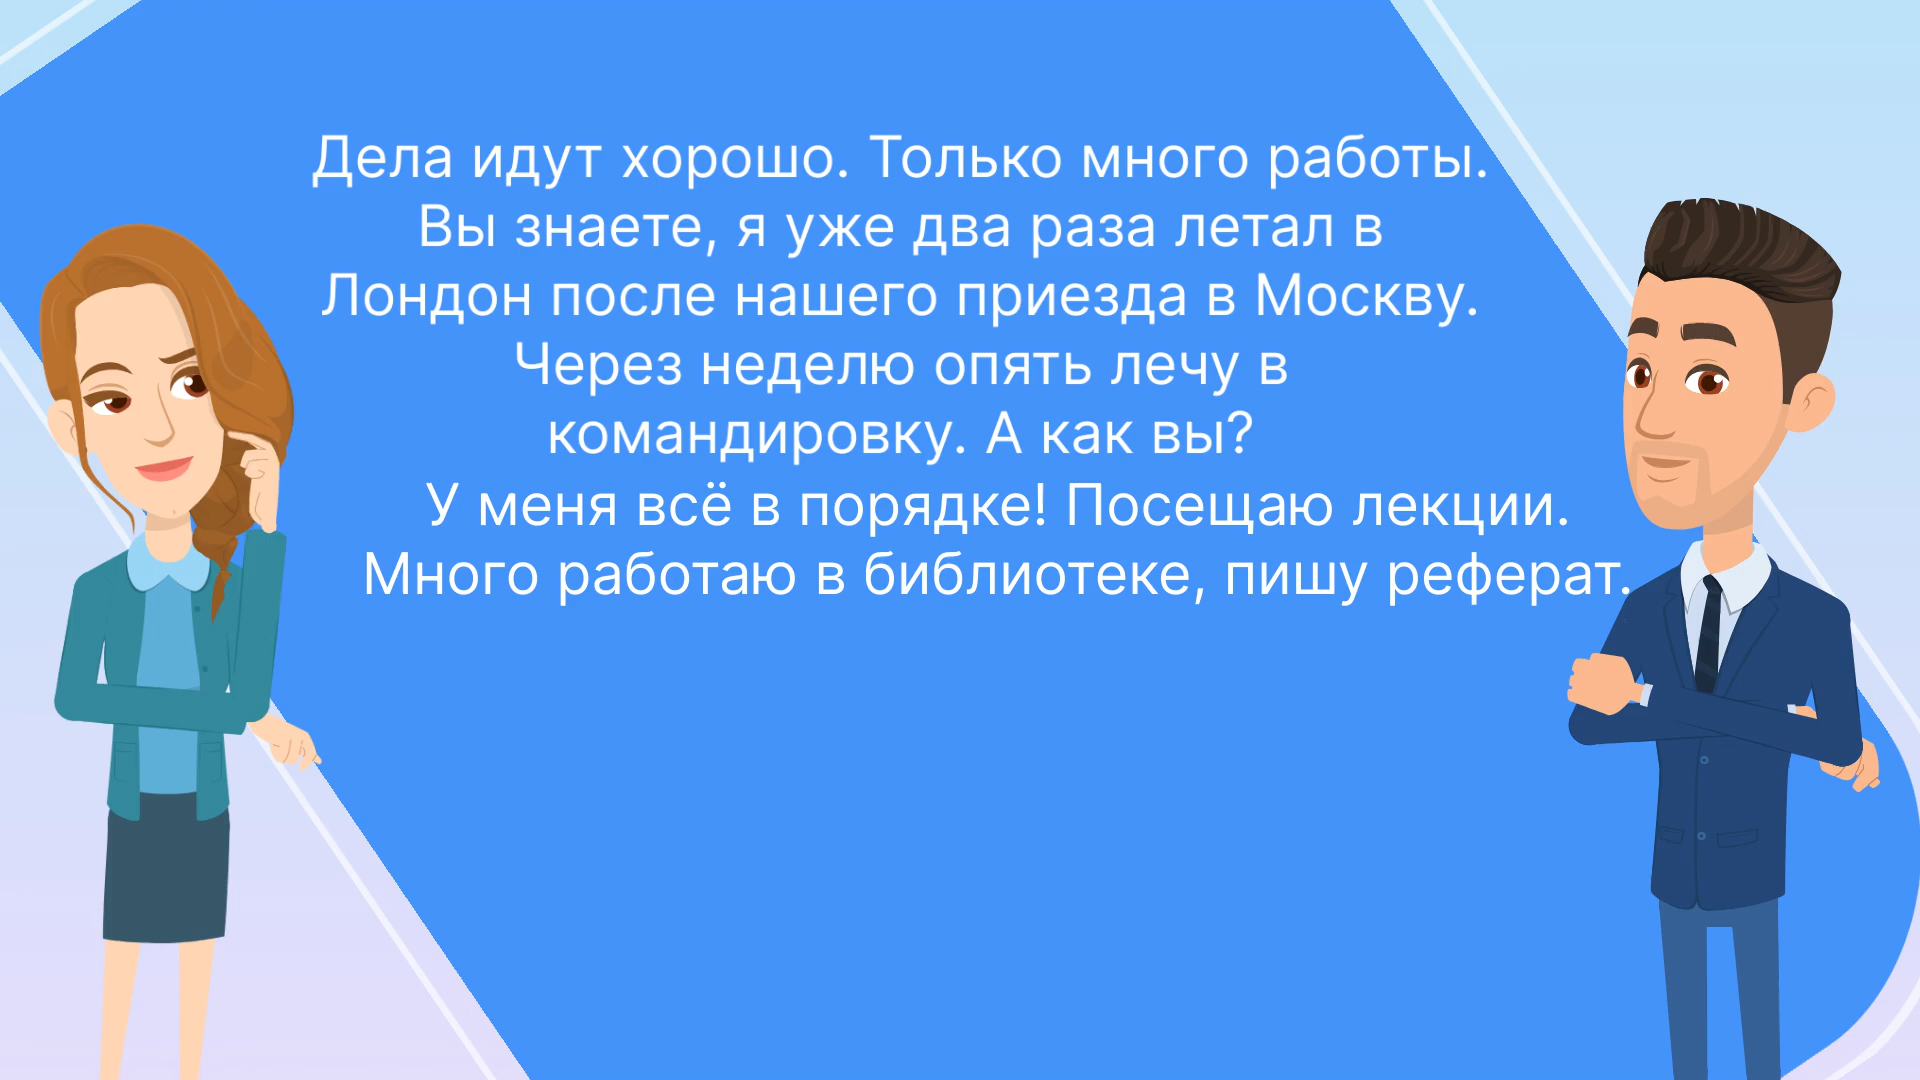 Дела идут хорошо. Только много работы.
Вы знаете, я уже два раза летал в
Лондон после нашего приезда в Москву.
Через неделю опять лечу в
командировку. А как вы?
У меня всё в порядке! Посещаю лекции.
Много работаю в библиотеке, пишу реферат.